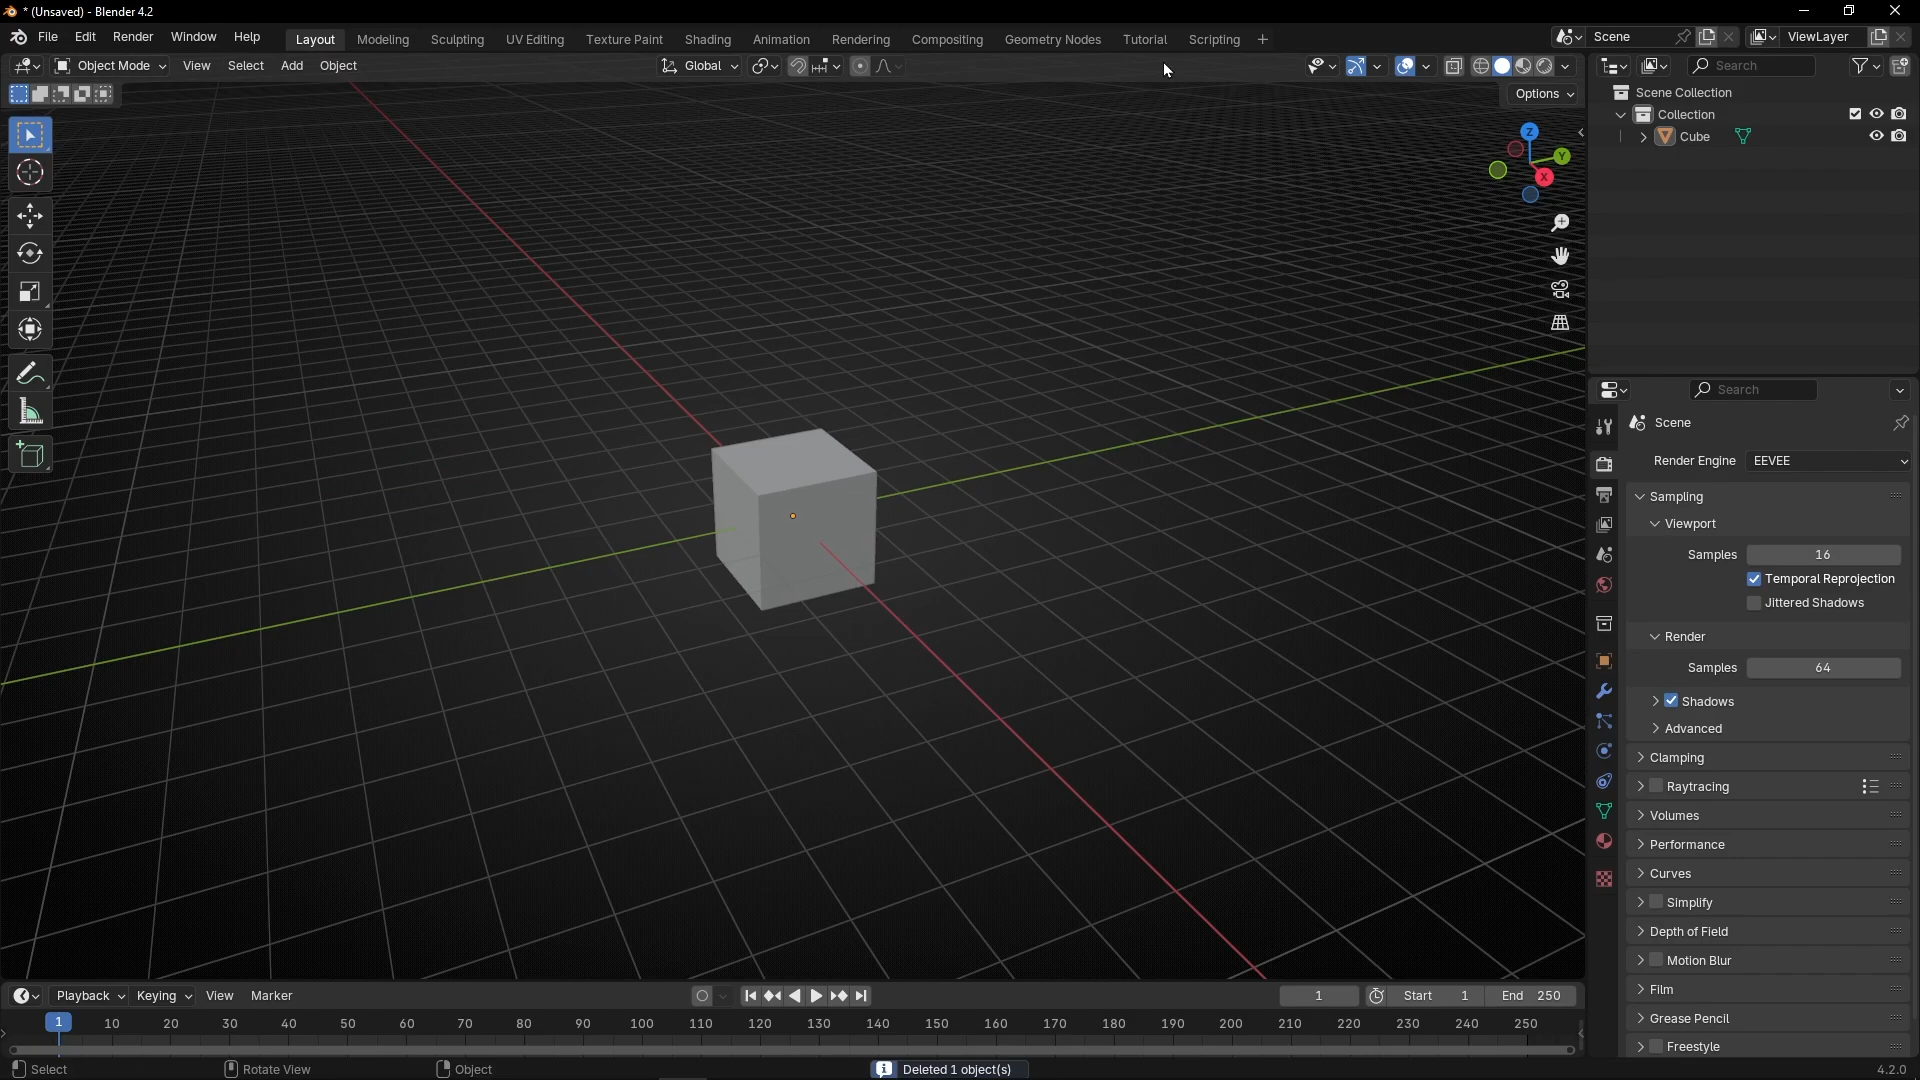 * (Unsaved) - Blender 4.2
File Edit Render Window Help Layout Modeling Sculpting UV Editing Texture Paint Shading Animation Rendering Compositing Geometry Nodes Tutorial Scripting + Scene ViewLayer
Object Mode View Select Add Object Global Search
Options
Scene Collection
Collection
Cube
Z
Y
X
Search
Scene
Render Engine EEVEE
Sampling
Viewport
Samples 16
Temporal Reprojection
Jittered Shadows
Render
Samples 64
Shadows
Advanced
Clamping
Raytracing
Volumes
Performance
Curves
Simplify
Depth of Field
Motion Blur
Film
Grease Pencil
Freestyle
Playback Keying View Marker 1 Start 1 End 250
1 10 20 30 40 50 60 70 80 90 100 110 120 130 140 150 160 170 180 190 200 210 220 230 240 250
Select Rotate View Object Deleted 1 object(s) 4.2.0